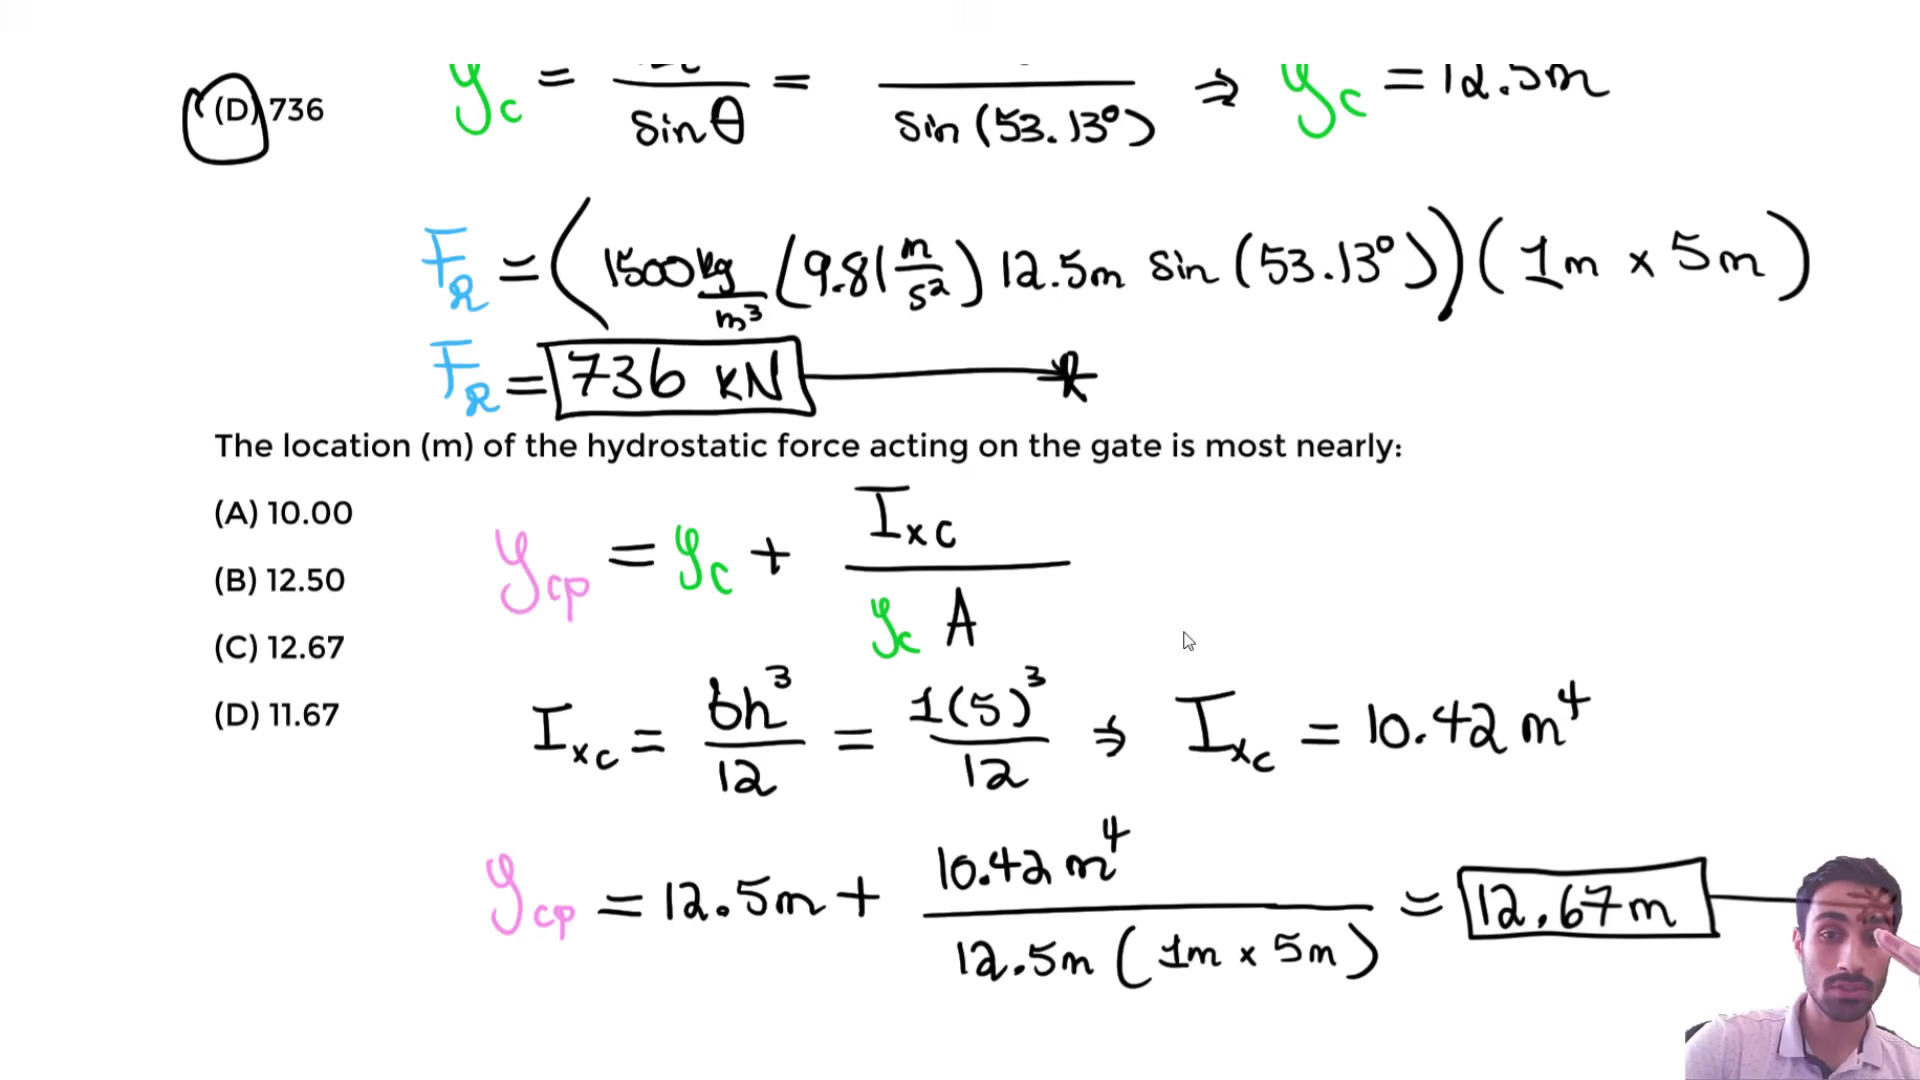 y_c = / sin θ = / sin (53.13°) ⇒ y_c = 12.5m
(D) 736
F_R = (1500 kg/m³ (9.81 m/s²) 12.5m sin (53.13°)) (1m x 5m)
F_R = 736 kN
The location (m) of the hydrostatic force acting on the gate is most nearly:
(A) 10.00
(B) 12.50
(C) 12.67
(D) 11.67
y_cp = y_c + I_xc / y_c A
I_xc = bh³ / 12 = 1(5)³ / 12 ⇒ I_xc = 10.42 m⁴
y_cp = 12.5m + 10.42 m⁴ / 12.5m (1m x 5m) = 12.67m